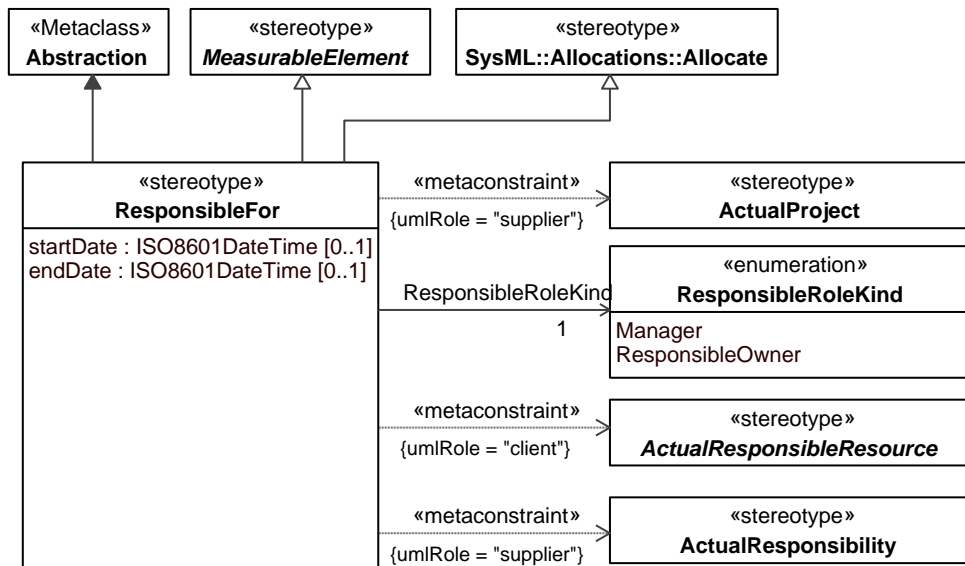 «Metaclass»
Abstraction
«stereotype»
MeasurableElement
«stereotype»
SysML::Allocations::Allocate
«stereotype»
ResponsibleFor
startDate : ISO8601DateTime [0..1]
endDate : ISO8601DateTime [0..1]
«metaconstraint»
{umlRole = "supplier"}
«stereotype»
ActualProject
ResponsibleRoleKind
1
«enumeration»
ResponsibleRoleKind
Manager
ResponsibleOwner
«metaconstraint»
{umlRole = "client"}
«stereotype»
ActualResponsibleResource
«metaconstraint»
{umlRole = "supplier"}
«stereotype»
ActualResponsibility